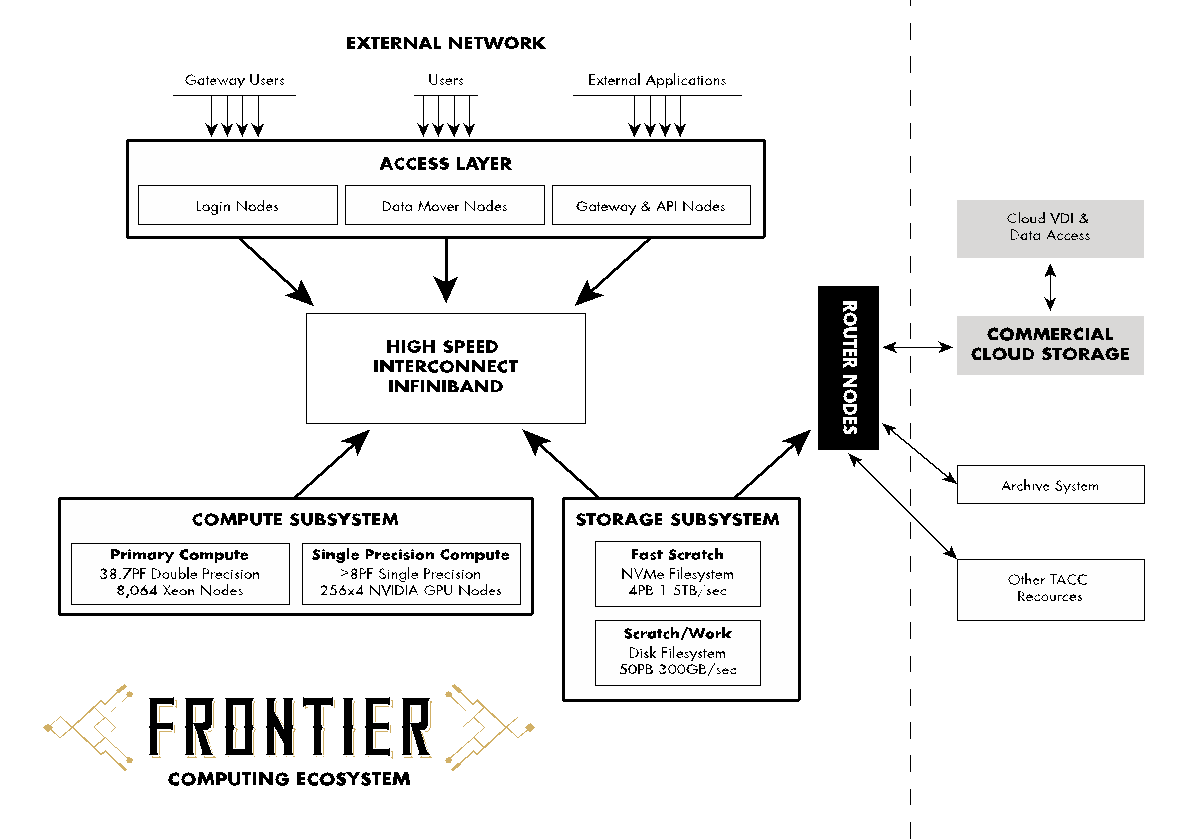 EXTERNAL NETWORK
Gateway Users
Users
External Applications
ACCESS LAYER
Login Nodes
Data Mover Nodes
Gateway & API Nodes
HIGH SPEED
INTERCONNECT
INFINIBAND
ROUTER NODES
Cloud VDI &
Data Access
COMMERCIAL
CLOUD STORAGE
Archive System
Other TACC
Recources
COMPUTE SUBSYSTEM
Primary Compute
38.7PF Double Precision
8,064 Xeon Nodes
Single Precision Compute
>8PF Single Precision
256x4 NVIDIA GPU Nodes
STORAGE SUBSYSTEM
Fast Scratch
NVMe Filesystem
4PB 1.5TB/sec
Scratch/Work
Disk Filesystem
50PB 300GB/sec
FRONTIER
COMPUTING ECOSYSTEM